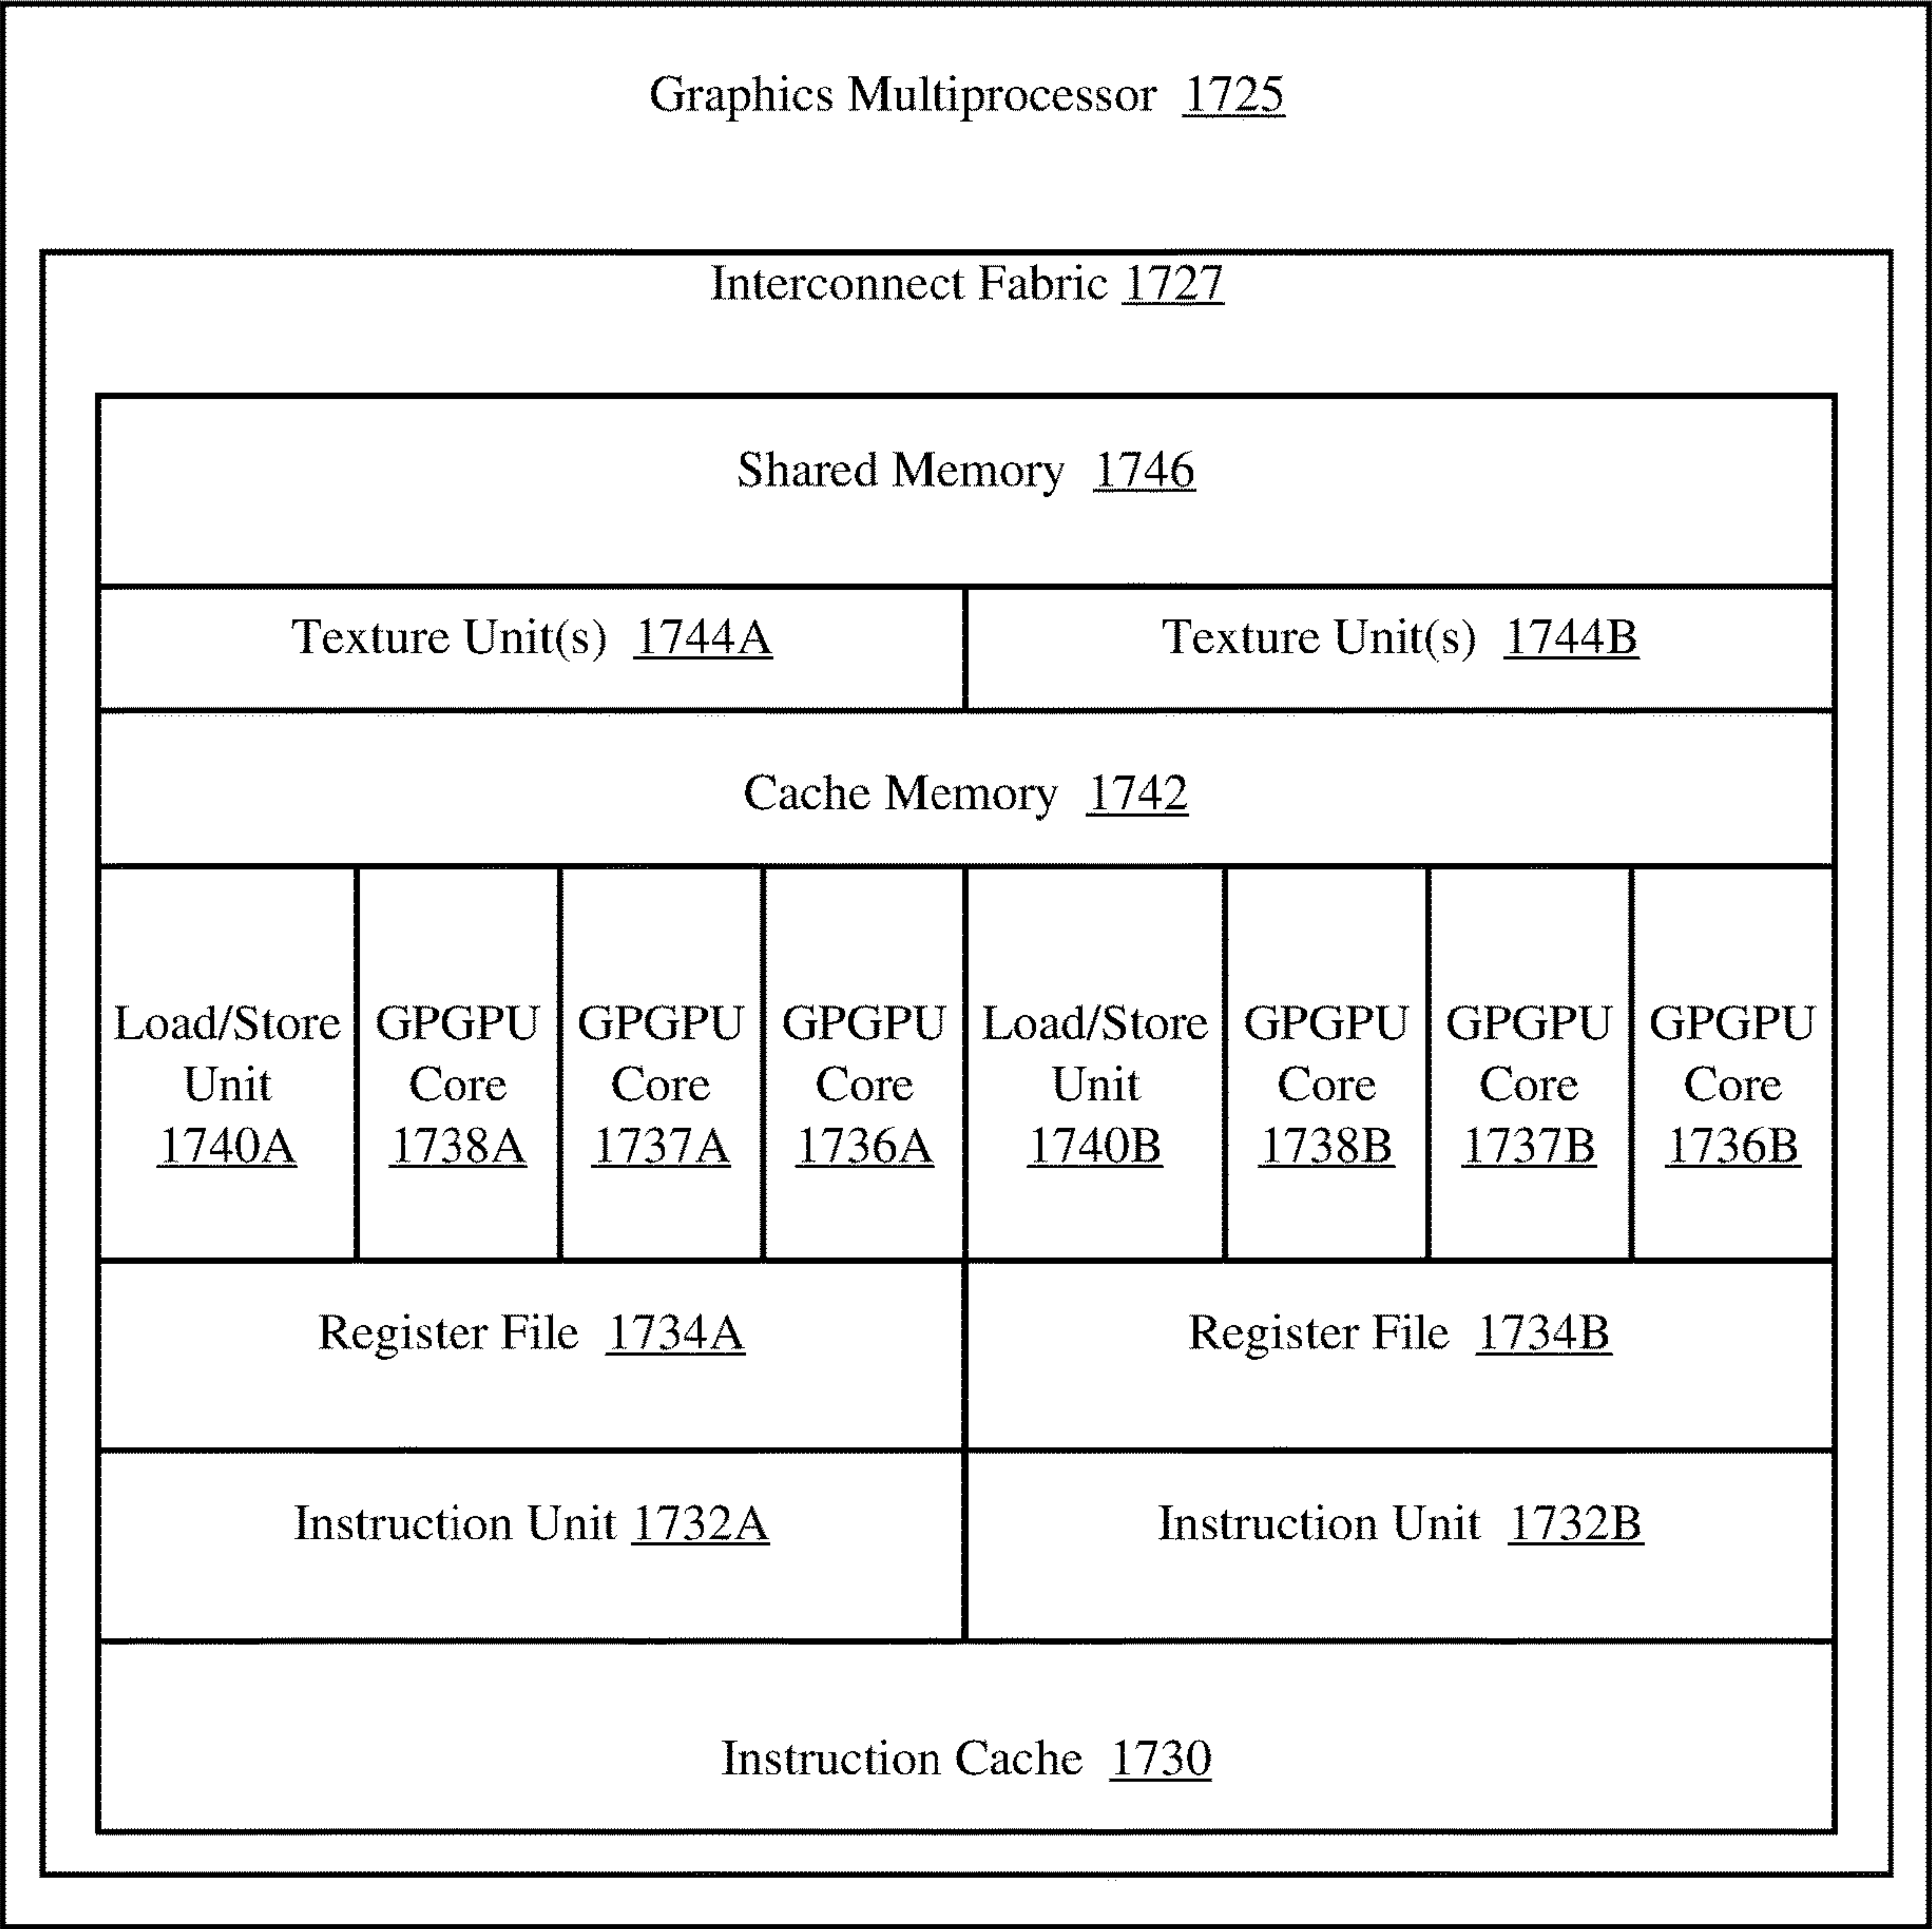 Graphics Multiprocessor 1725
Interconnect Fabric 1727
Shared Memory 1746
Texture Unit(s) 1744A
Texture Unit(s) 1744B
Cache Memory 1742
Load/Store
Unit
1740A
GPGPU
Core
1738A
GPGPU
Core
1737A
GPGPU
Core
1736A
Load/Store
Unit
1740B
GPGPU
Core
1738B
GPGPU
Core
1737B
GPGPU
Core
1736B
Register File 1734A
Register File 1734B
Instruction Unit 1732A
Instruction Unit 1732B
Instruction Cache 1730